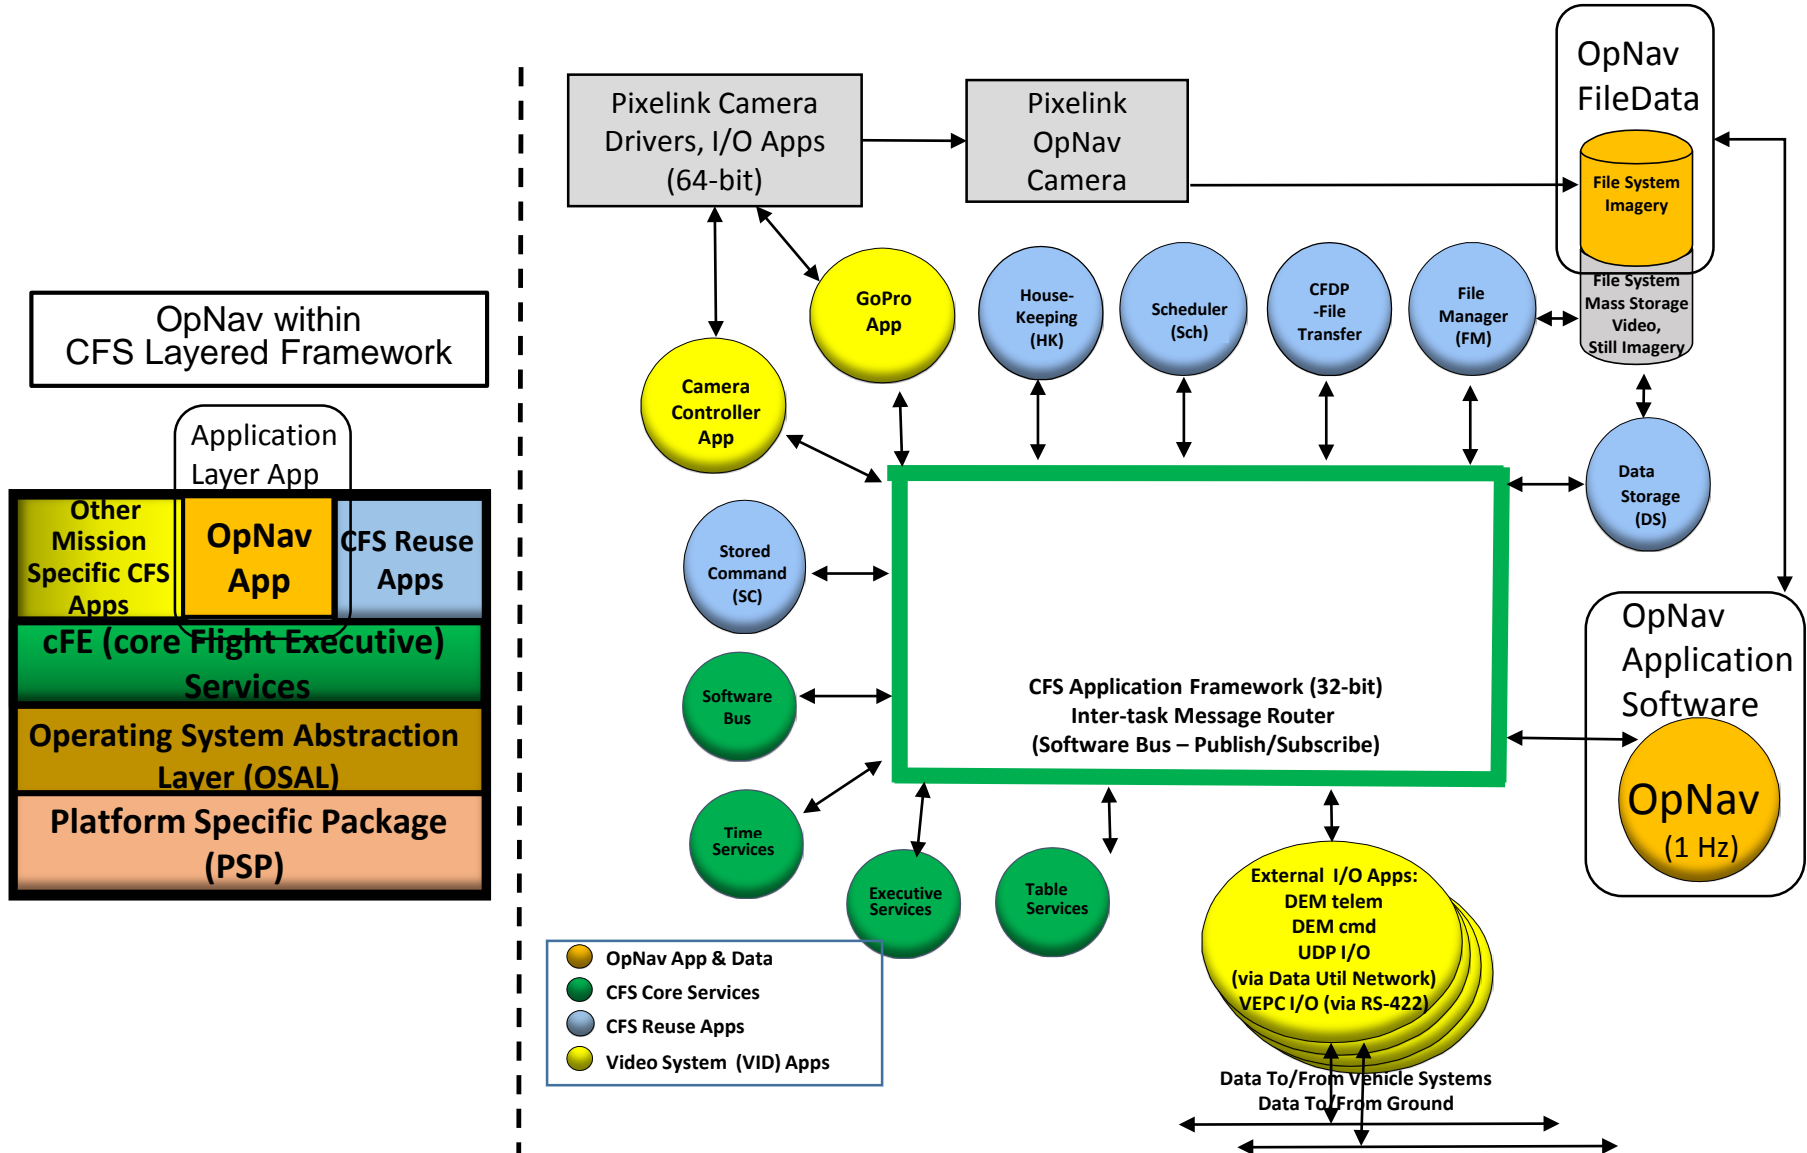 OpNav within
CFS Layered Framework
Application
Layer App
Other
Mission
Specific CFS
Apps
OpNav
App
CFS Reuse
Apps
cFE (core Flight Executive)
Services
Operating System Abstraction
Layer (OSAL)
Platform Specific Package
(PSP)
Pixelink Camera
Drivers, I/O Apps
(64-bit)
Pixelink
OpNav
Camera
OpNav
FileData
File System
Imagery
File System
Mass Storage
Video,
Still Imagery
GoPro
App
Camera
Controller
App
House-
Keeping
(HK)
Scheduler
(Sch)
CFDP
-File
Transfer
File
Manager
(FM)
Data
Storage
(DS)
Stored
Command
(SC)
Software
Bus
Time
Services
Executive
Services
Table
Services
CFS Application Framework (32-bit)
Inter-task Message Router
(Software Bus – Publish/Subscribe)
OpNav
Application
Software
OpNav
(1 Hz)
External I/O Apps:
DEM telem
DEM cmd
UDP I/O
(via Data Util Network)
VEPC I/O (via RS-422)
Data To/From Vehicle Systems
Data To/From Ground
OpNav App & Data
CFS Core Services
CFS Reuse Apps
Video System (VID) Apps